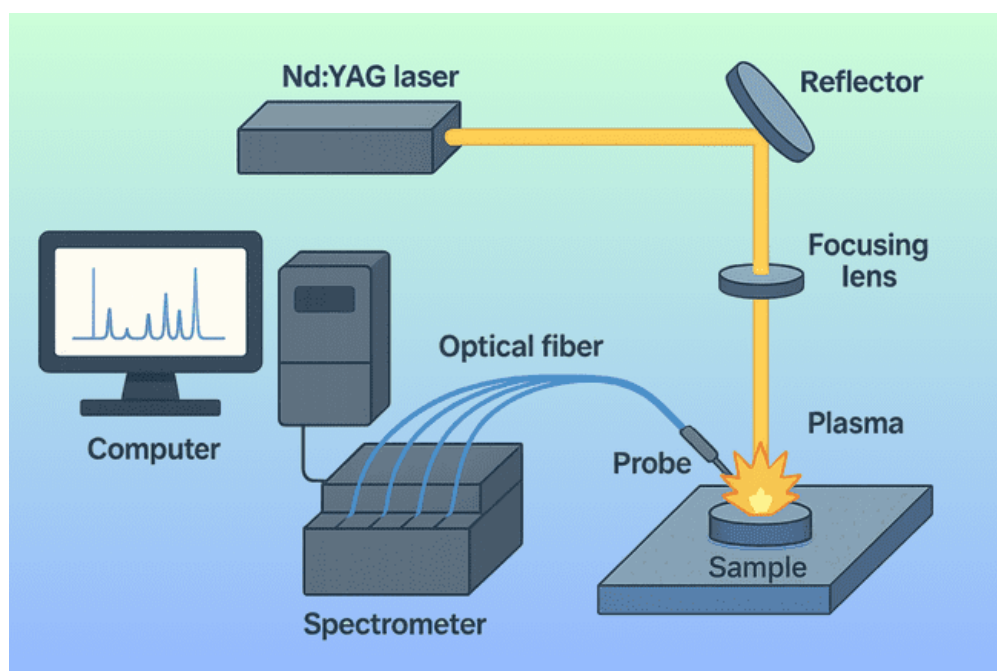 Nd:YAG laser
Reflector
Focusing
lens
Optical fiber
Plasma
Computer
Probe
Sample
Spectrometer